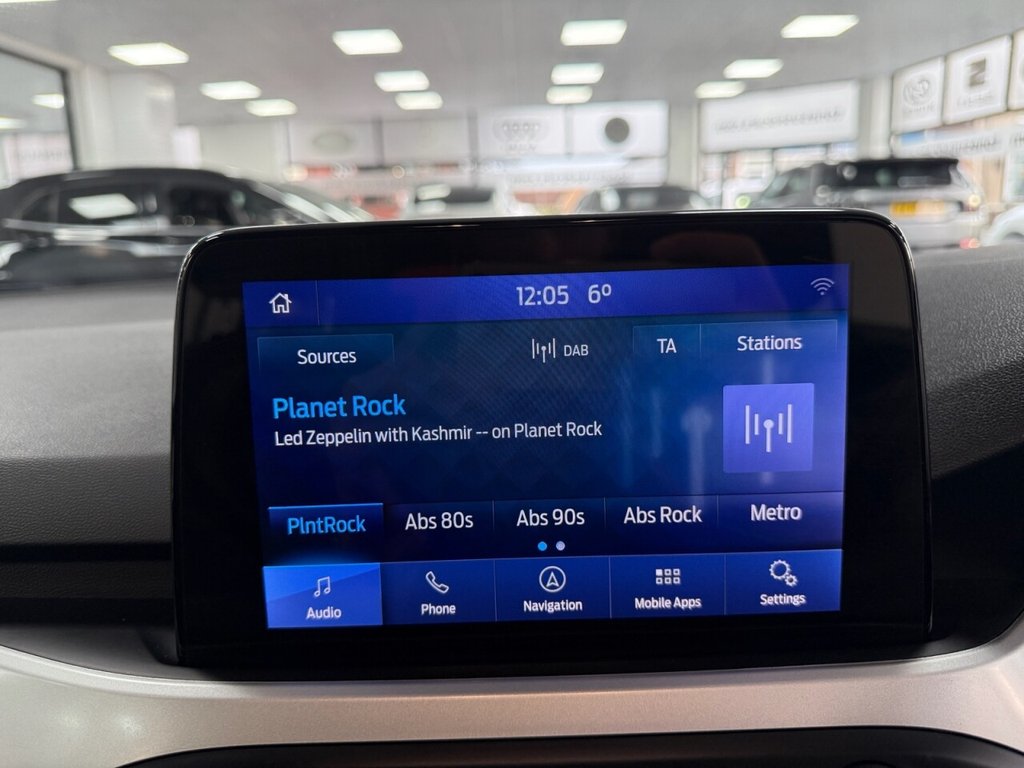 12:05 6º
Sources
DAB
TA
Stations
Planet Rock
Led Zeppelin with Kashmir -- on Planet Rock
PlntRock
Abs 80s
Abs 90s
Abs Rock
Metro
Audio
Phone
Navigation
Mobile Apps
Settings